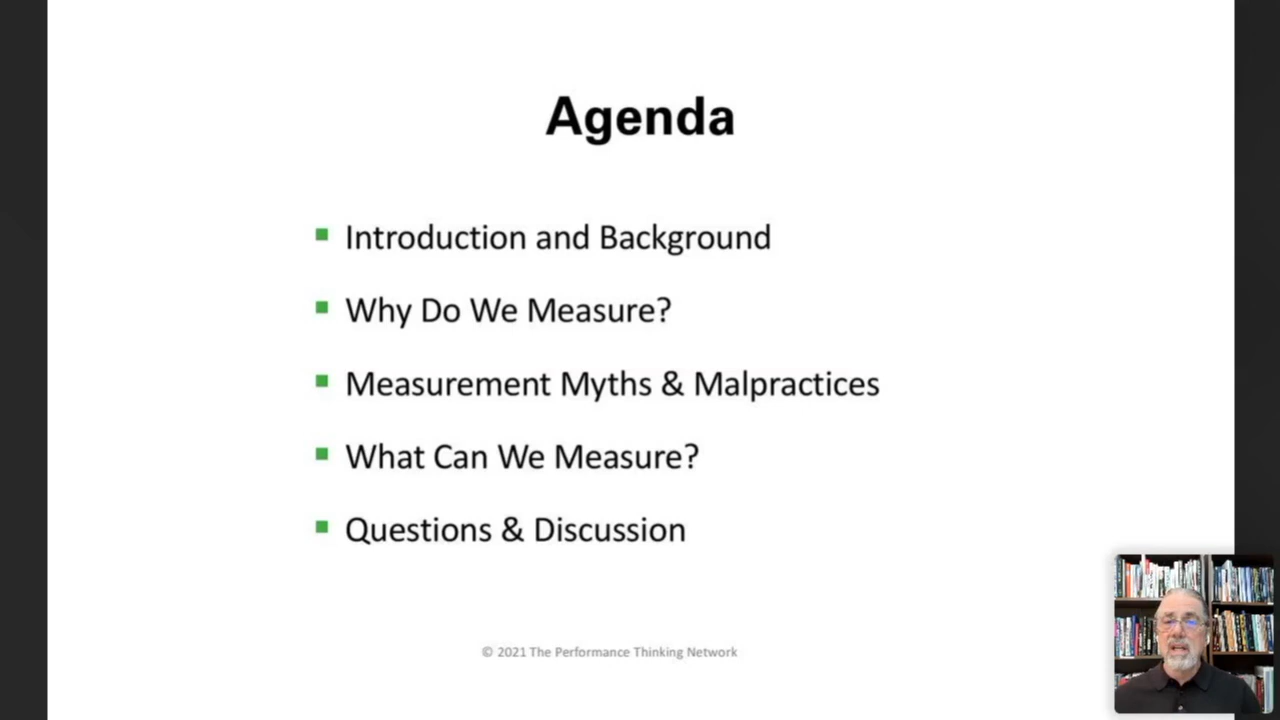 Agenda
Introduction and Background
Why Do We Measure?
Measurement Myths & Malpractices
What Can We Measure?
Questions & Discussion
© 2021 The Performance Thinking Network